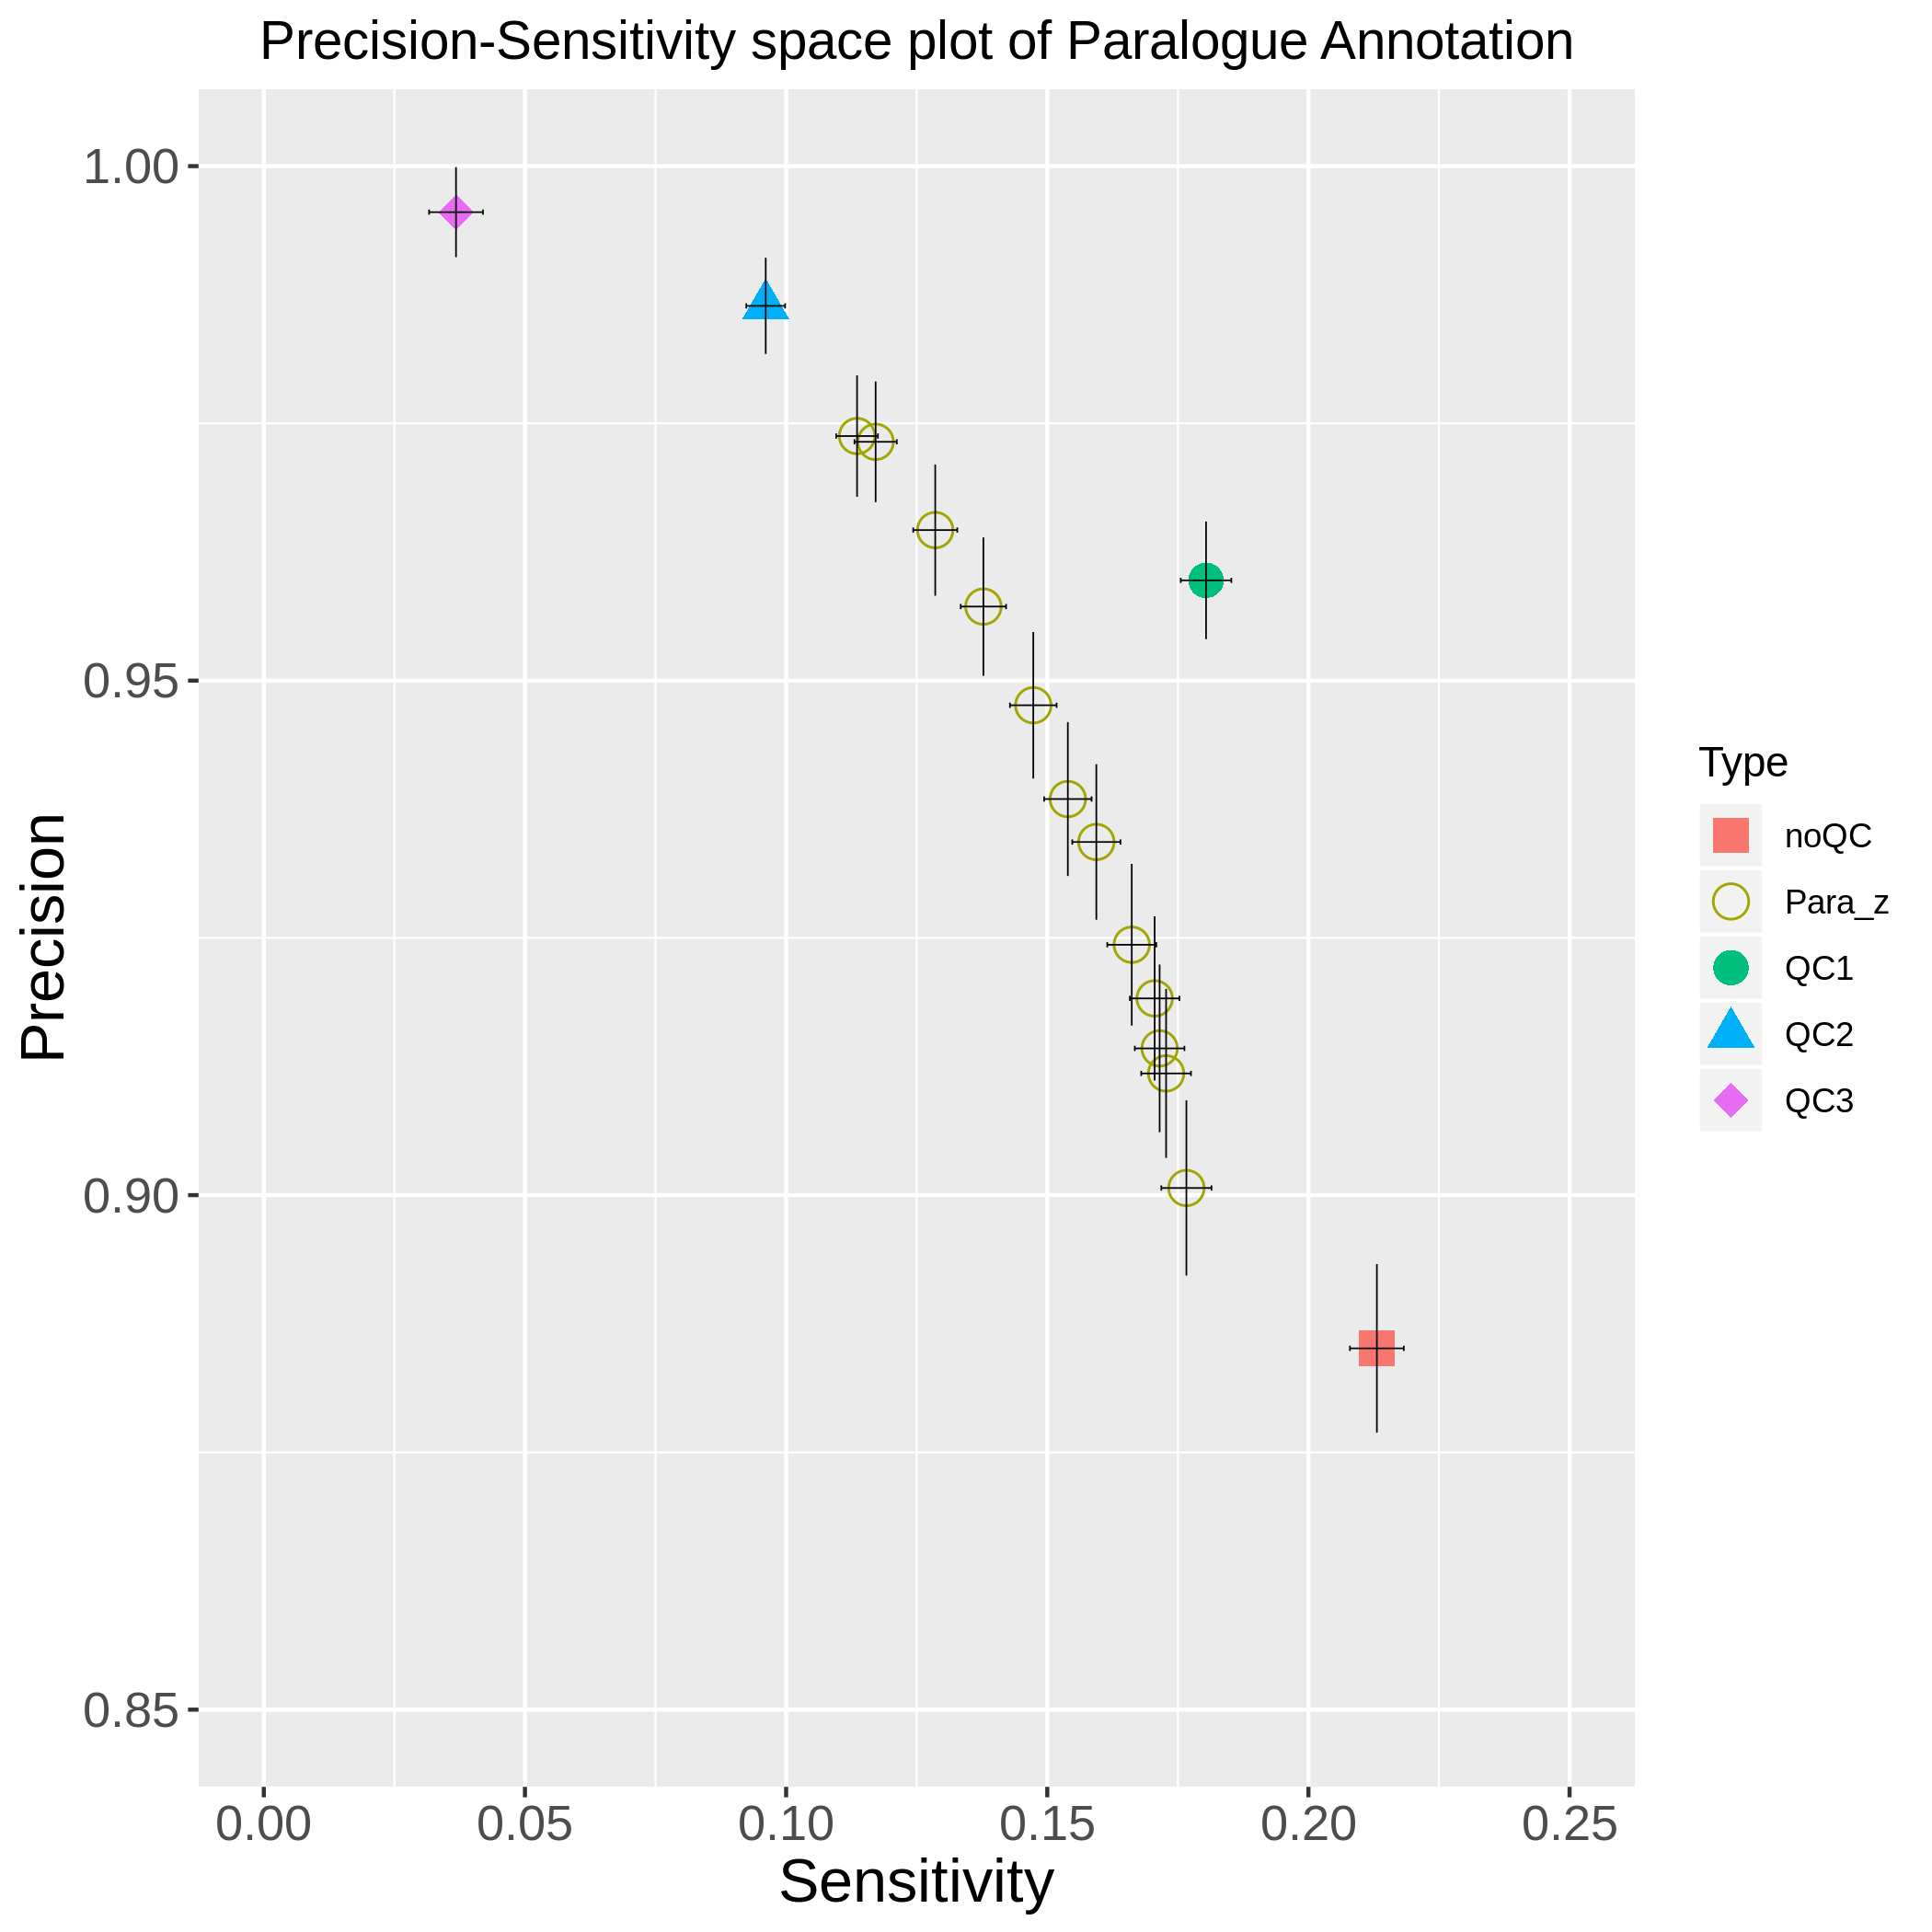 Precision-Sensitivity space plot of Paralogue Annotation
1.00
0.95
0.90
0.85
Precision
0.00 0.05 0.10 0.15 0.20 0.25
Sensitivity
Type
noQC
Para_z
QC1
QC2
QC3